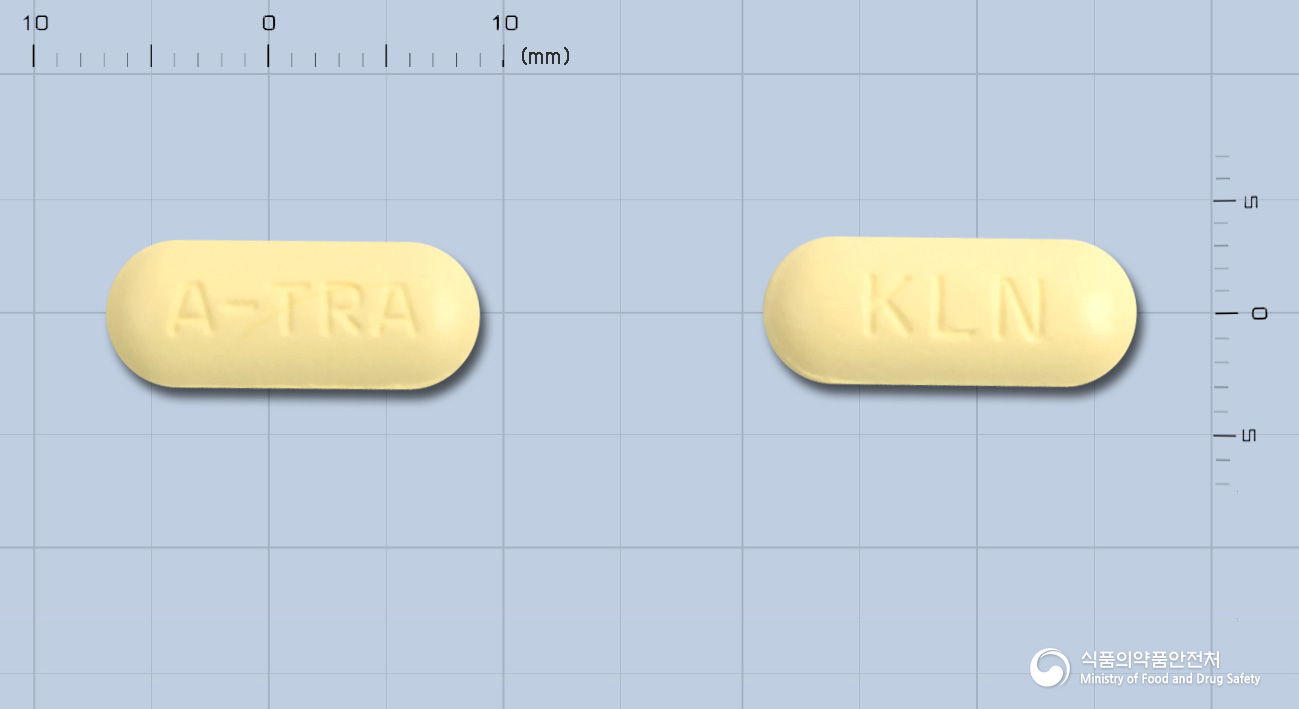 10 0 10
(mm)
A-TRA
KLN
5
0
5
식품의약품안전처
Ministry of Food and Drug Safety